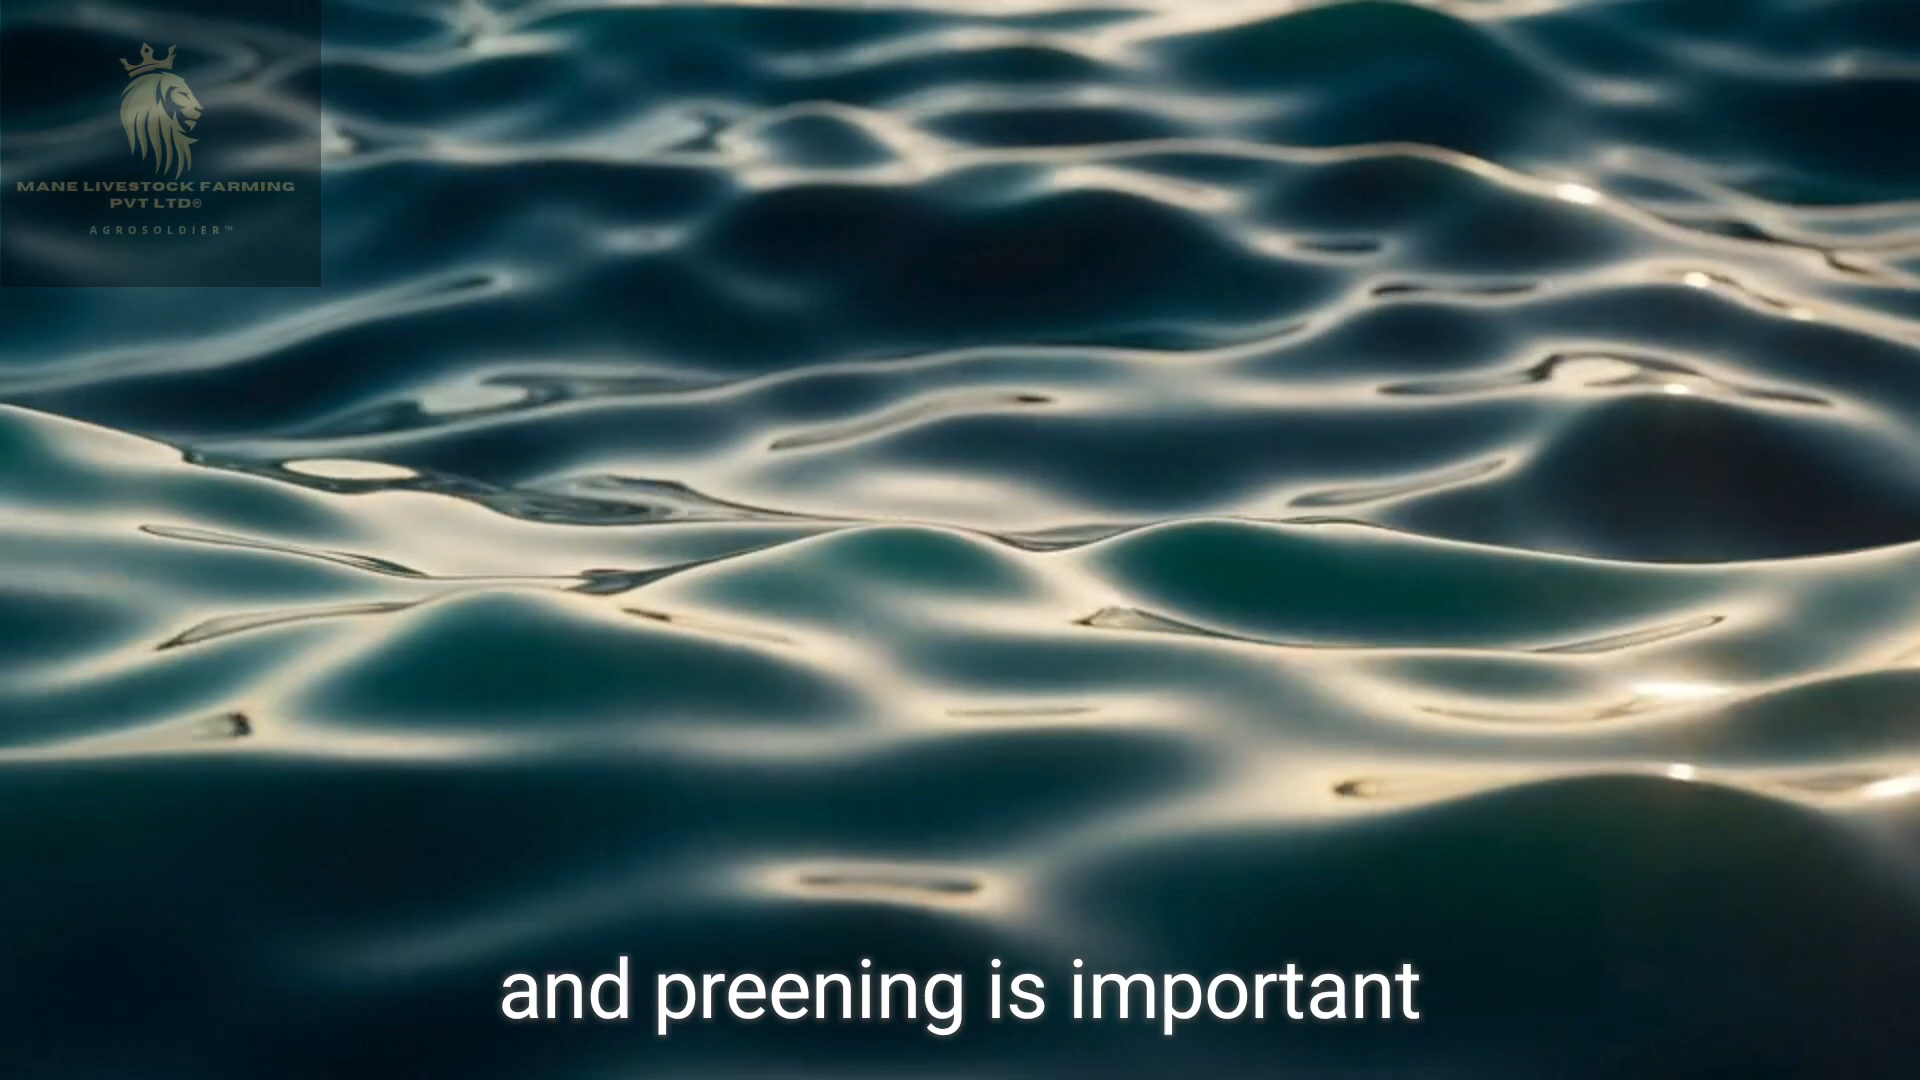 MANE LIVESTOCK FARMING
PVT LTD®
AGROSOLDIER™
and preening is important